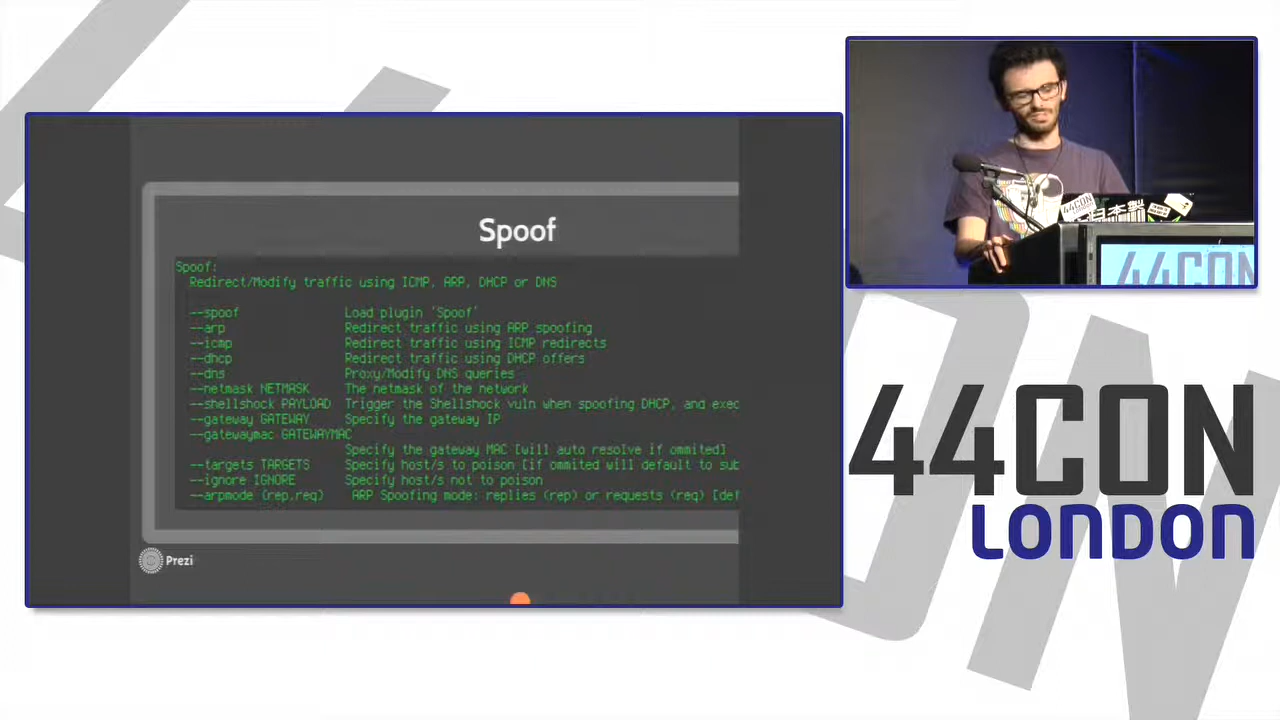 Spoof
Spoof:
Redirect/Modify traffic using ICMP, ARP, DHCP or DNS
--spoof Load plugin 'Spoof'
--arp Redirect traffic using ARP spoofing
--icmp Redirect traffic using ICMP redirects
--dhcp Redirect traffic using DHCP offers
--dns Proxy/Modify DNS queries
--netmask NETMASK The netmask of the network
--shellshock PAYLOAD Trigger the Shellshock vuln when spoofing DHCP, and exec
--gateway GATEWAY Specify the gateway IP
--gatewaymac GATEWAYMAC
Specify the gateway MAC [will auto resolve if ommited]
--targets TARGETS Specify host/s to poison [if ommited will default to sub
--ignore IGNORE Specify host/s not to poison
--arpmode {rep,req} ARP Spoofing mode: replies (rep) or requests (req) [def
Prezi
44CON
日本製
44CON
44CON
LONDON